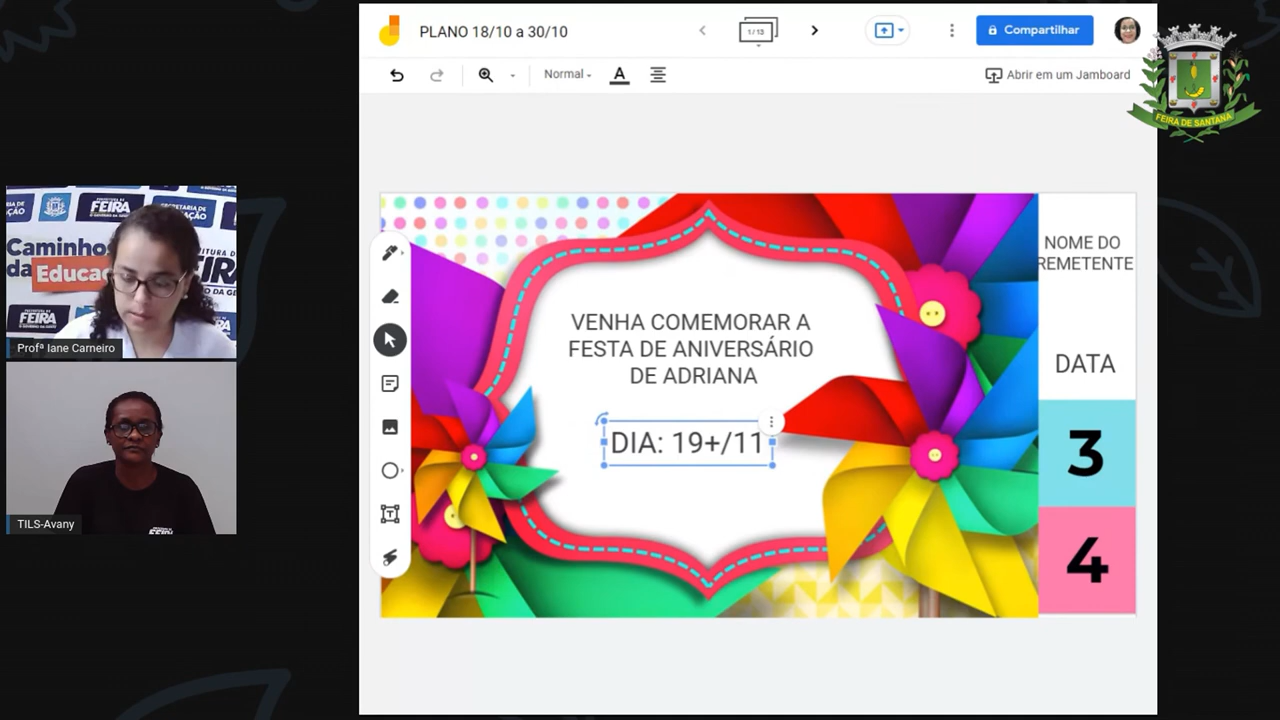 PLANO 18/10 a 30/10
1/13
Compartilhar
Normal
A
Abrir em um Jamboard
FEIRA DE SANTANA
NOME DO
REMETENTE
VENHA COMEMORAR A
FESTA DE ANIVERSÁRIO
DE ADRIANA
DATA
DIA: 19+/11
3
4
FEIRA
Caminhos
da Educa
FEIRA
Profª Iane Carneiro
TILS-Avany